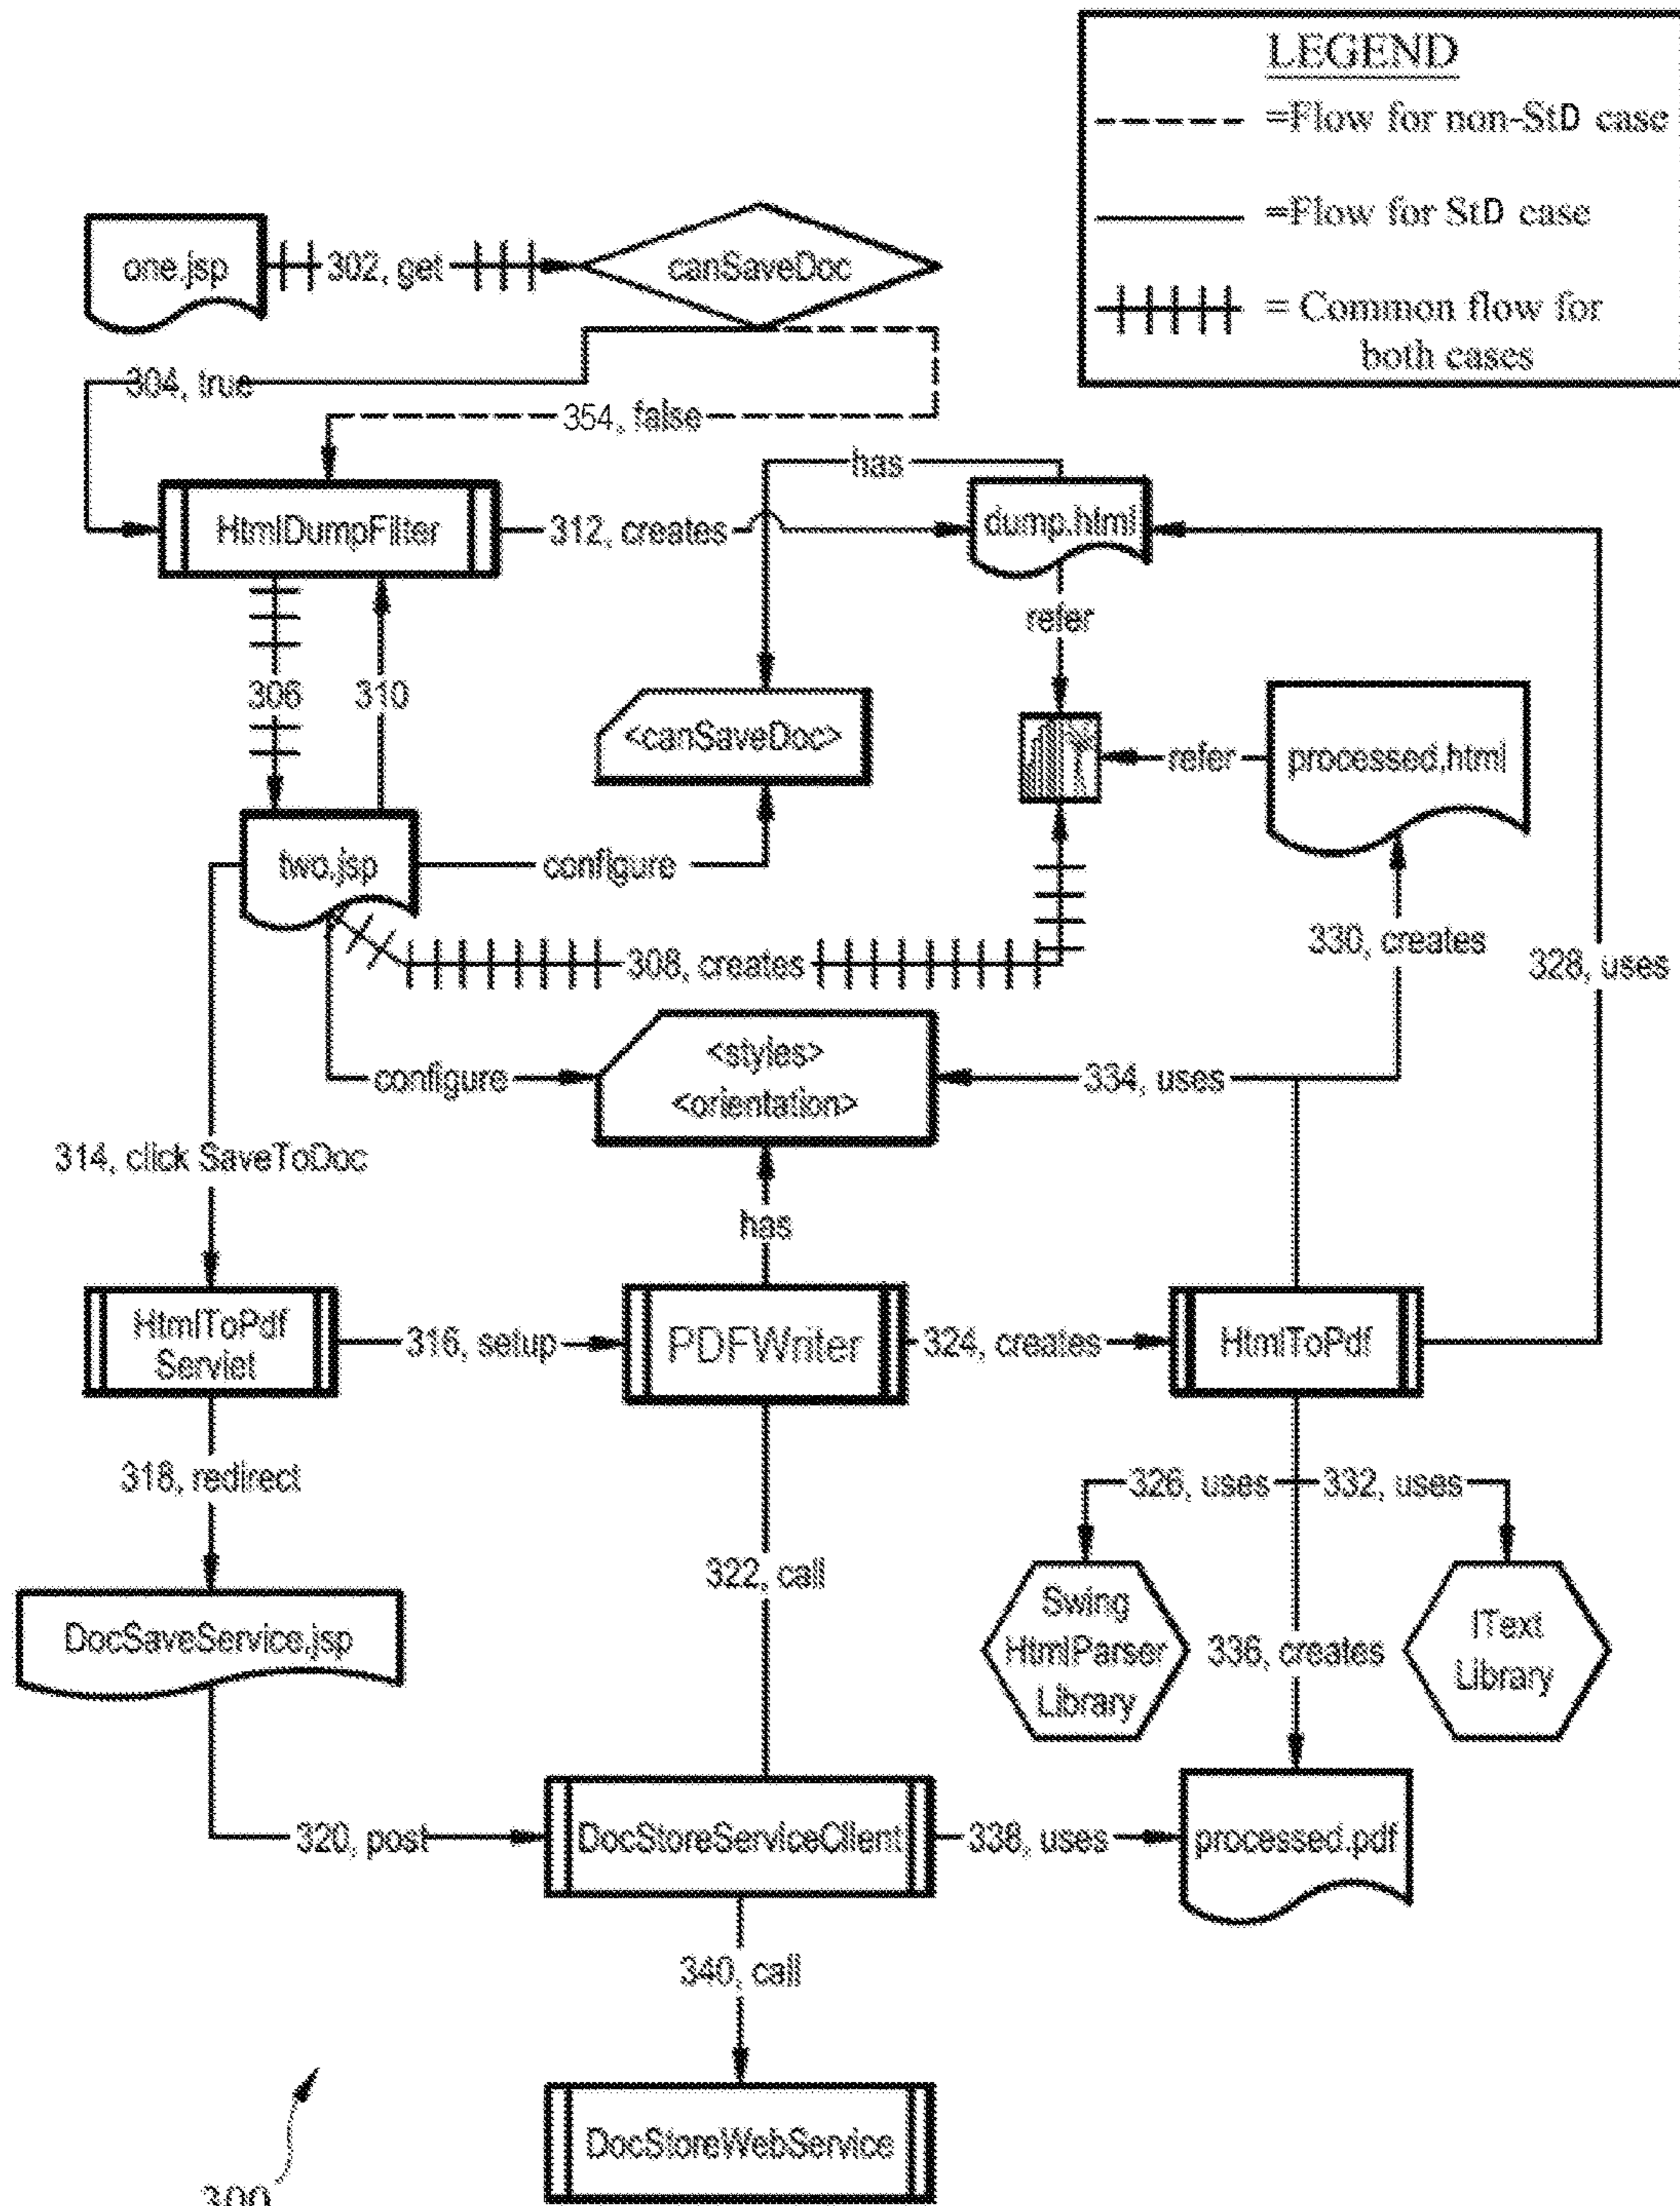 LEGEND
=Flow for non-StD case
=Flow for StD case
= Common flow for
both cases
one.jsp
302, get
canSaveDoc
304, true
354, false
has
HtmlDumpFilter
312, creates
dump.html
refer
306
310
<canSaveDoc>
refer
processed.html
two.jsp
configure
308, creates
330, creates
328, uses
<styles>
<orientation>
configure
334, uses
314, click SaveToDoc
has
HtmlToPdf
Servlet
316, setup
PDFWriter
324, creates
HtmlToPdf
318, redirect
326, uses
332, uses
322, call
DocSaveService.jsp
Swing
HtmlParser
Library
336, creates
IText
Library
320, post
DocStoreServiceClient
338, uses
processed.pdf
340, call
DocStoreWebService
300